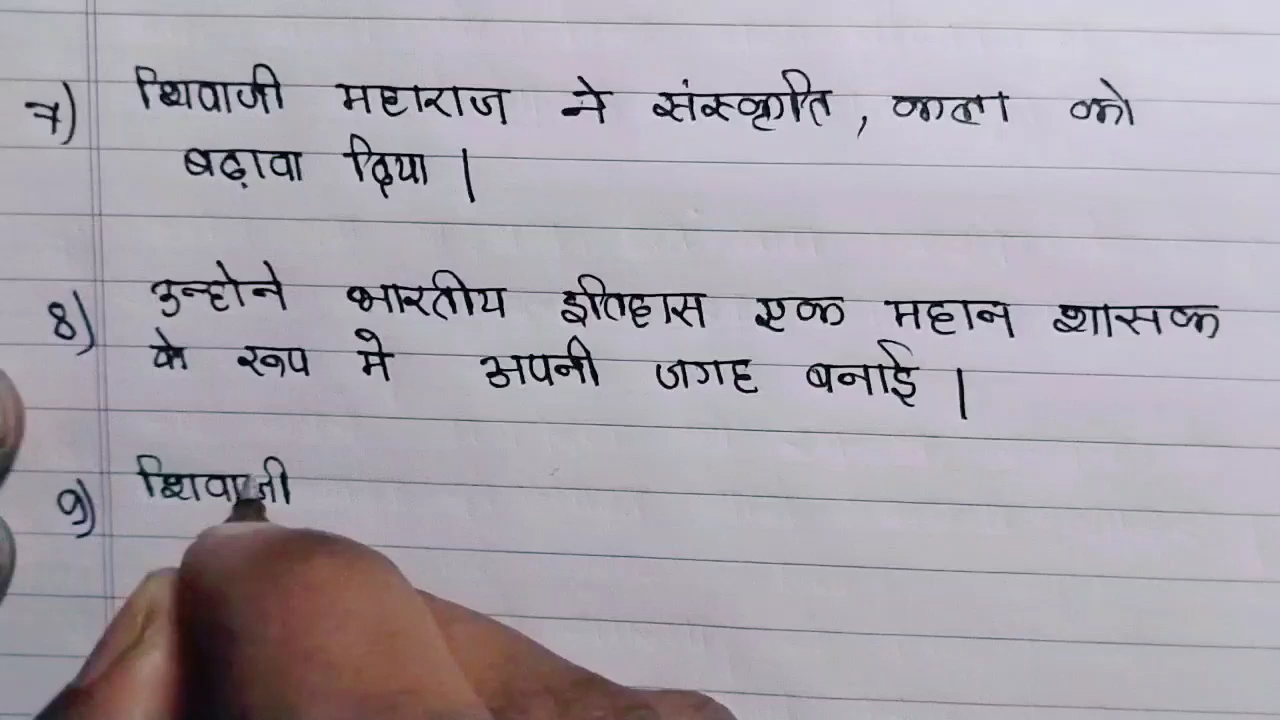 7) शिवाजी महाराज ने संस्कृति, कला को
बढ़ावा दिया |
8) उन्होने भारतीय इतिहास एक महान शासक
के रूप मे अपनी जगह बनाई |
9) शिवाजी